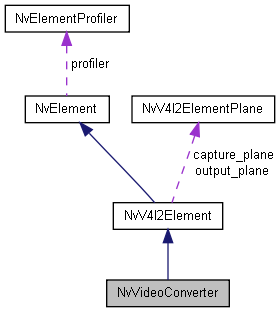 NvElementProfiler
profiler
NvElement
NvV4l2ElementPlane
capture_plane
output_plane
NvV4l2Element
NvVideoConverter